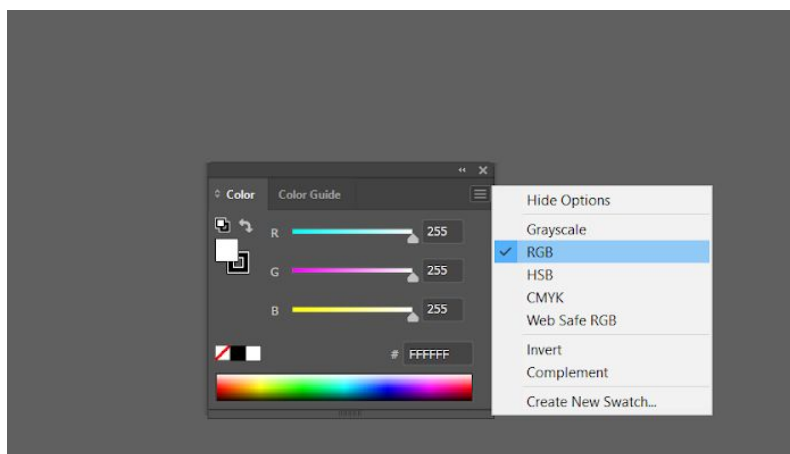 Color Color Guide
R 255
G 255
B 255
# FFFFFF
Hide Options
Grayscale
RGB
HSB
CMYK
Web Safe RGB
Invert
Complement
Create New Swatch...